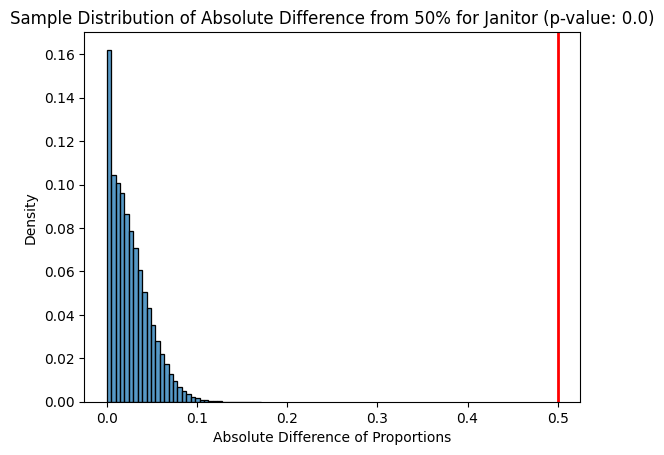 Sample Distribution of Absolute Difference from 50% for Janitor (p-value: 0.0)
0.16
0.14
0.12
0.10
0.08
0.06
0.04
0.02
0.00
Density
0.0 0.1 0.2 0.3 0.4 0.5
Absolute Difference of Proportions